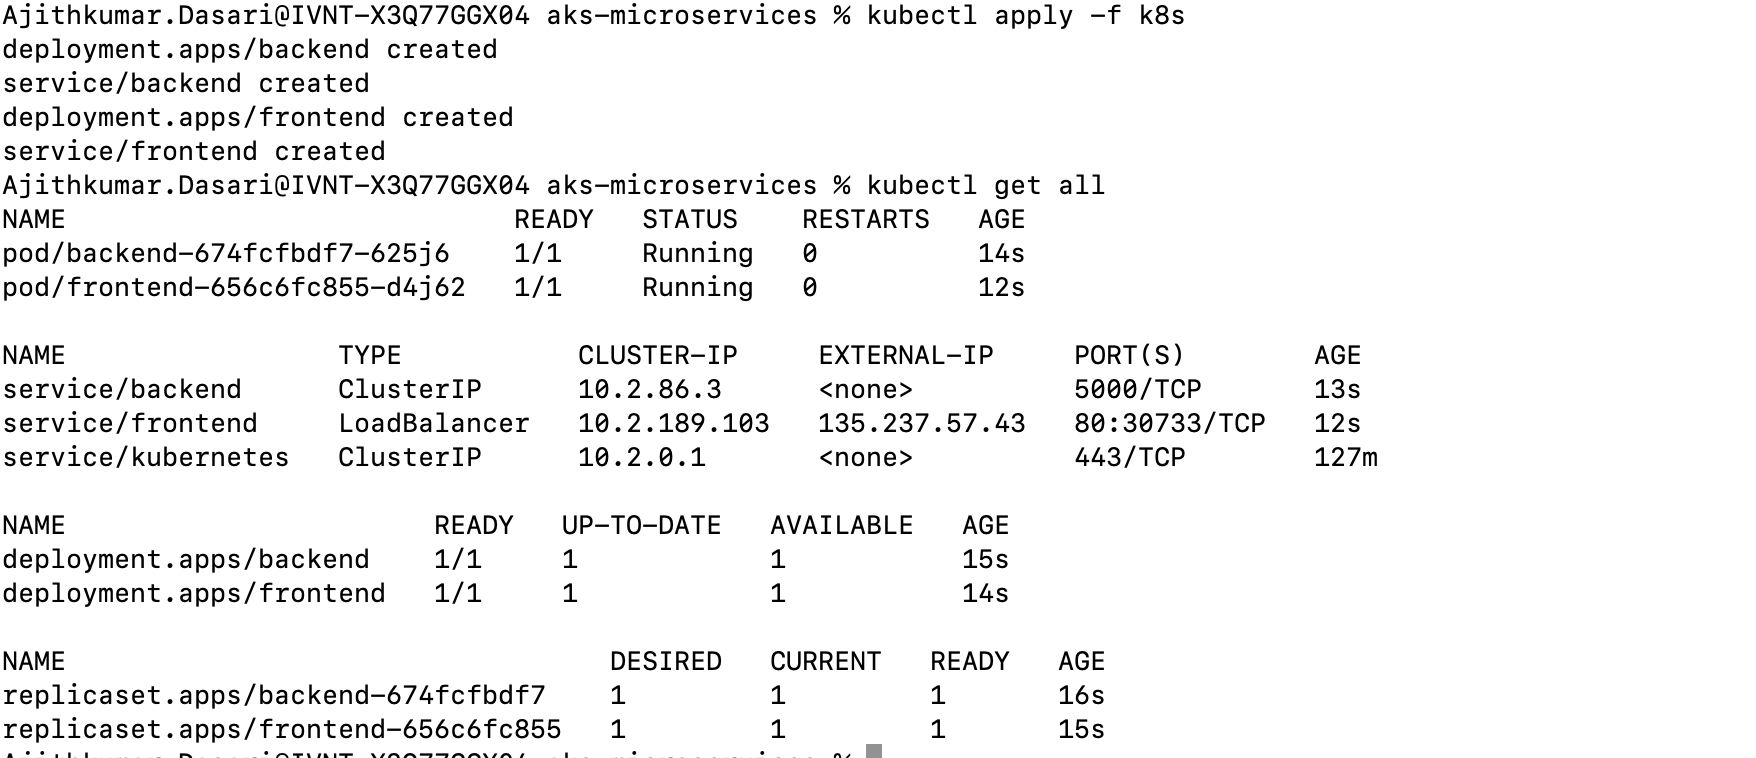 Ajithkumar.Dasari@IVNT-X3Q77GGX04 aks-microservices % kubectl apply -f k8s
deployment.apps/backend created
service/backend created
deployment.apps/frontend created
service/frontend created
Ajithkumar.Dasari@IVNT-X3Q77GGX04 aks-microservices % kubectl get all
NAME                            READY   STATUS    RESTARTS   AGE
pod/backend-674fcfbdf7-625j6    1/1     Running   0          14s
pod/frontend-656c6fc855-d4j62   1/1     Running   0          12s
NAME                 TYPE           CLUSTER-IP     EXTERNAL-IP     PORT(S)        AGE
service/backend      ClusterIP      10.2.86.3      <none>          5000/TCP       13s
service/frontend     LoadBalancer   10.2.189.103   135.237.57.43   80:30733/TCP   12s
service/kubernetes   ClusterIP      10.2.0.1       <none>          443/TCP        127m
NAME                       READY   UP-TO-DATE   AVAILABLE   AGE
deployment.apps/backend    1/1     1            1           15s
deployment.apps/frontend   1/1     1            1           14s
NAME                                  DESIRED   CURRENT   READY   AGE
replicaset.apps/backend-674fcfbdf7    1         1         1       16s
replicaset.apps/frontend-656c6fc855   1         1         1       15s
Ajithkumar.Dasari@IVNT-X3Q77GGX04 aks-microservices %